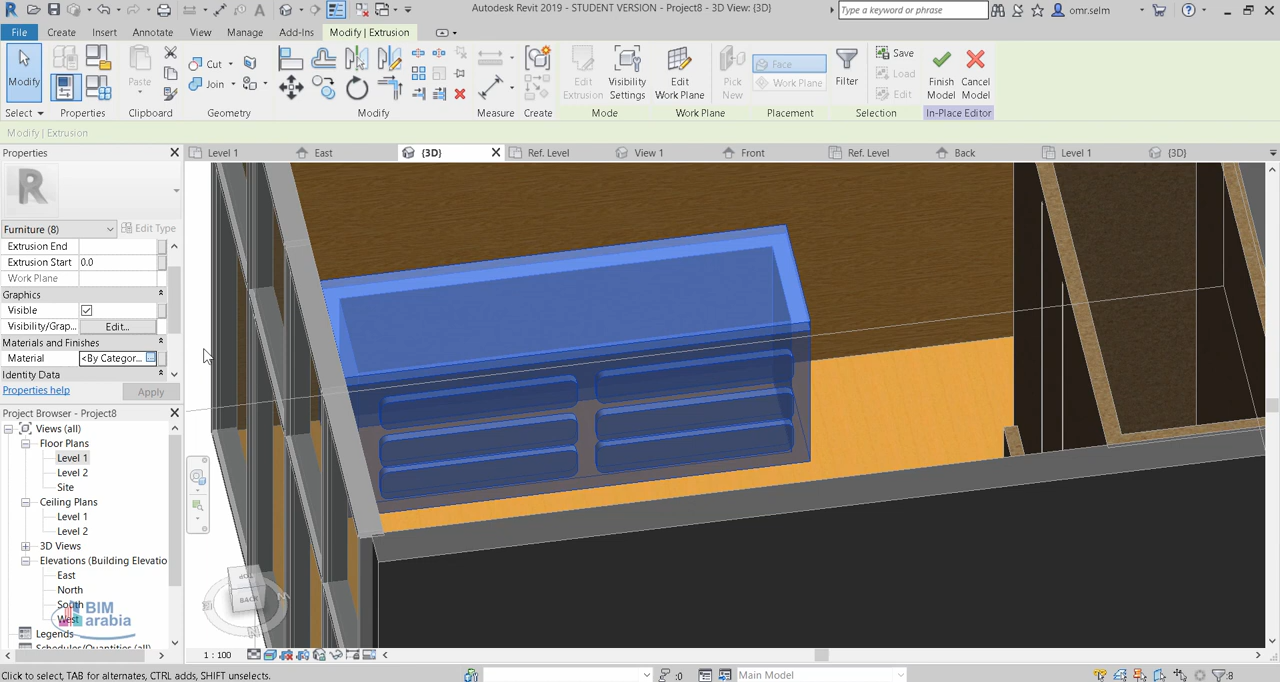 Autodesk Revit 2019 - STUDENT VERSION - Project8 - 3D View: {3D}
Type a keyword or phrase
omr.selm
File Create Insert Annotate View Manage Add-Ins Modify | Extrusion
Modify
Paste
Cut
Join
Edit Extrusion
Visibility Settings
Edit Work Plane
Pick New
Face
Work Plane
Filter
Save
Load
Edit
Finish Model
Cancel Model
Select Properties Clipboard Geometry Modify Measure Create Mode Work Plane Placement Selection In-Place Editor
Modify | Extrusion
Properties
Level 1 East {3D} Ref. Level View 1 Front Ref. Level Back Level 1 {3D}
Furniture (8) Edit Type
Extrusion End
Extrusion Start 0.0
Work Plane
Graphics
Visible
Visibility/Grap... Edit...
Materials and Finishes
Material <By Categor...
Identity Data
Properties help Apply
Project Browser - Project8
Views (all)
Floor Plans
Level 1
Level 2
Site
Ceiling Plans
Level 1
Level 2
3D Views
Elevations (Building Elevatio
East
North
South
West
Legends
Schedules/Quantities (all)
BIM
arabia
TOP
BACK
N
1 : 100
Click to select, TAB for alternates, CTRL adds, SHIFT unselects.
:0
Main Model
:8